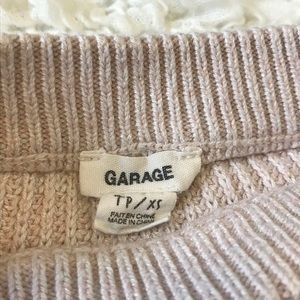 GARAGE
TP/XS
FAIT EN CHINE
MADE IN CHINA